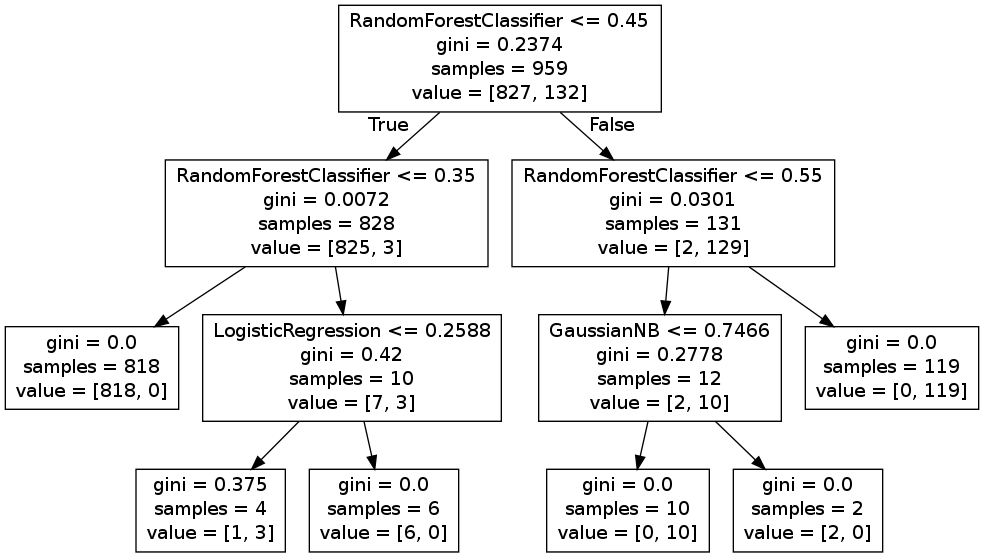 RandomForestClassifier <= 0.45
gini = 0.2374
samples = 959
value = [827, 132]
True
False
RandomForestClassifier <= 0.35
gini = 0.0072
samples = 828
value = [825, 3]
RandomForestClassifier <= 0.55
gini = 0.0301
samples = 131
value = [2, 129]
gini = 0.0
samples = 818
value = [818, 0]
LogisticRegression <= 0.2588
gini = 0.42
samples = 10
value = [7, 3]
GaussianNB <= 0.7466
gini = 0.2778
samples = 12
value = [2, 10]
gini = 0.0
samples = 119
value = [0, 119]
gini = 0.375
samples = 4
value = [1, 3]
gini = 0.0
samples = 6
value = [6, 0]
gini = 0.0
samples = 10
value = [0, 10]
gini = 0.0
samples = 2
value = [2, 0]